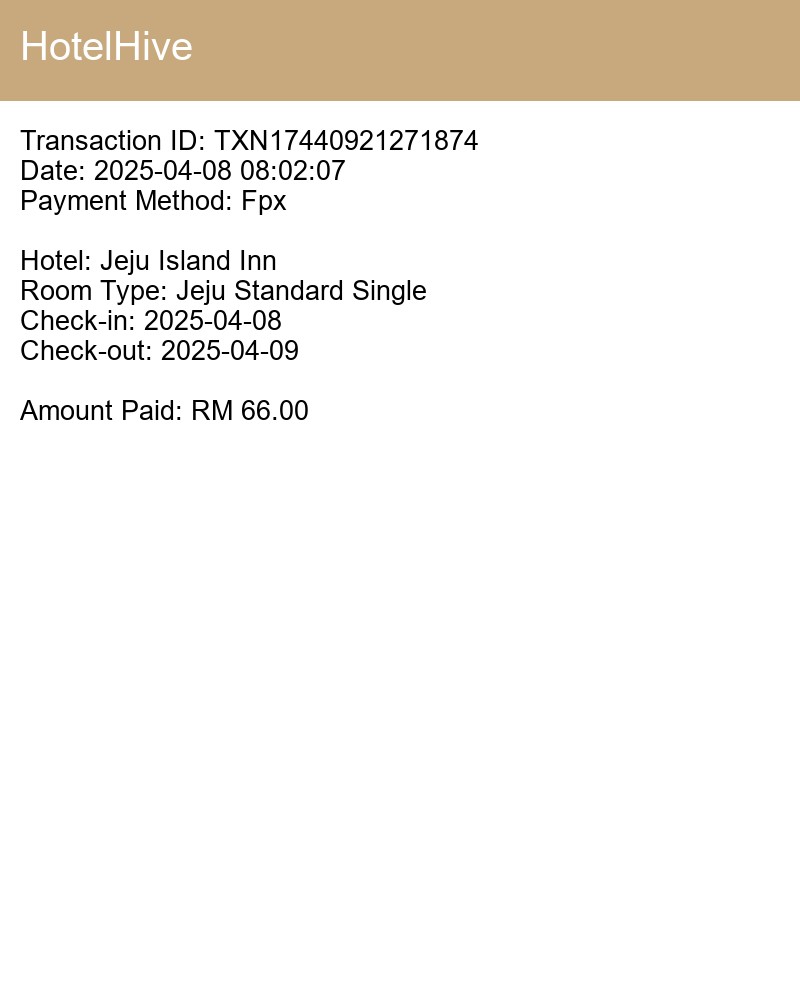 HotelHive
Transaction ID: TXN17440921271874
Date: 2025-04-08 08:02:07
Payment Method: Fpx
Hotel: Jeju Island Inn
Room Type: Jeju Standard Single
Check-in: 2025-04-08
Check-out: 2025-04-09
Amount Paid: RM 66.00